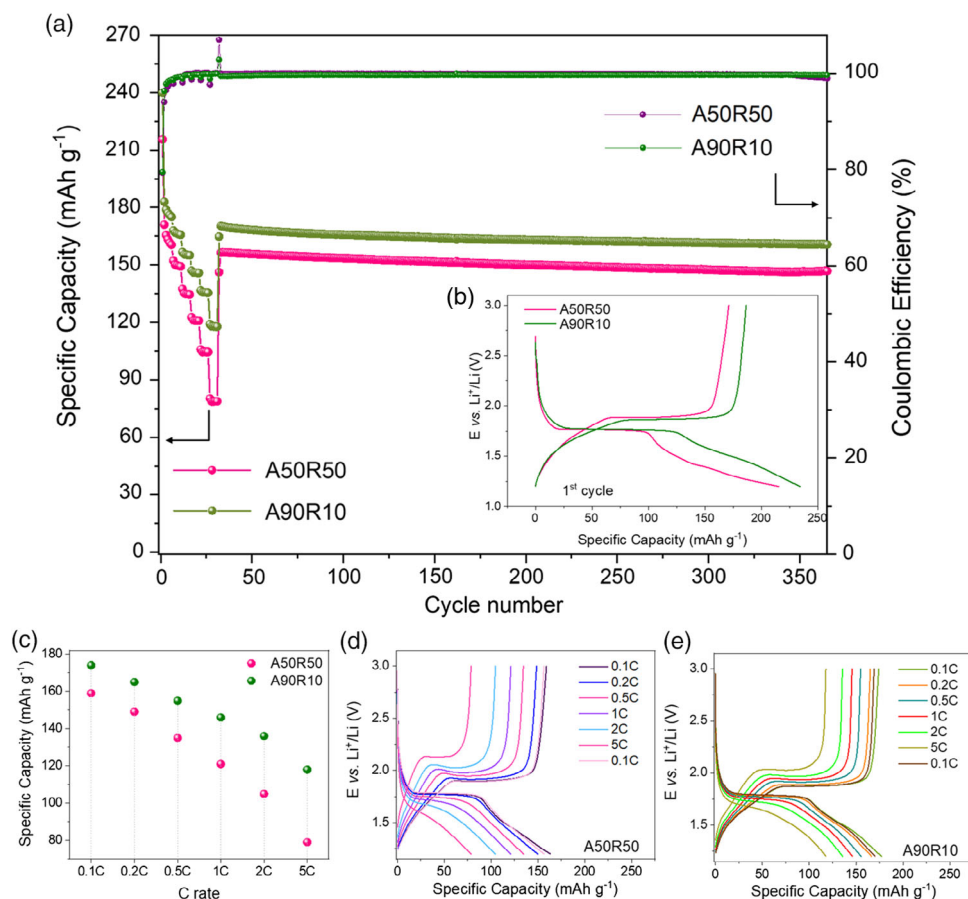 (a)
270
240
210
180
150
120
90
60
30
0
Specific Capacity (mAh g⁻¹)
100
80
60
40
20
0
Coulombic Efficiency (%)
A50R50
A90R10
A50R50
A90R10
0 50 100 150 200 250 300 350
Cycle number
(b)
A50R50
A90R10
3.0
2.5
2.0
1.5
1.0
E vs. Li⁺/Li (V)
1st cycle
0 50 100 150 200 250
Specific Capacity (mAh g⁻¹)
(c)
180
160
140
120
100
80
Specific Capacity (mAh g⁻¹)
A50R50
A90R10
0.1C 0.2C 0.5C 1C 2C 5C
C rate
(d)
3.0
2.5
2.0
1.5
E vs. Li⁺/Li (V)
0.1C
0.2C
0.5C
1C
2C
5C
0.1C
A50R50
0 50 100 150 200
Specific Capacity (mAh g⁻¹)
(e)
3.0
2.5
2.0
1.5
E vs. Li⁺/Li (V)
0.1C
0.2C
0.5C
1C
2C
5C
0.1C
A90R10
0 50 100 150 200
Specific Capacity (mAh g⁻¹)